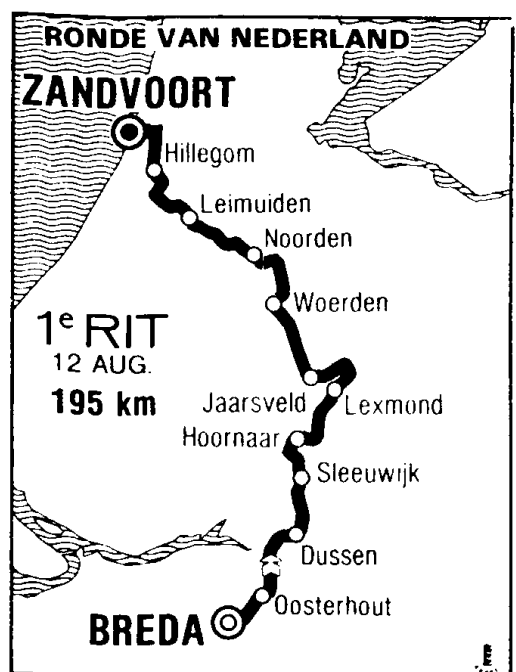 RONDE VAN NEDERLAND
ZANDVOORT
Hillegom
Leimuiden
Noorden
Woerden
1e RIT
12 AUG.
195 km
Jaarsveld
Lexmond
Hoornaar
Sleeuwijk
Dussen
Oosterhout
BREDA